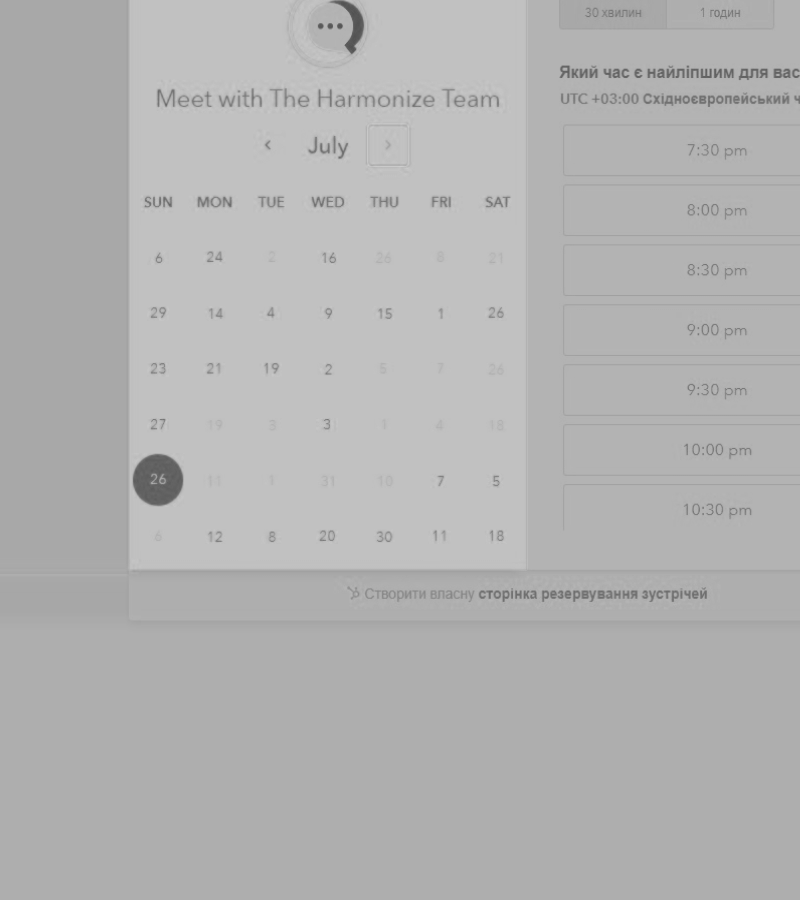 30 хвилин 1 годин
Meet with The Harmonize Team
July
SUN MON TUE WED THU FRI SAT
6 24 2 16 26 8 21
29 14 4 9 15 1 26
23 21 19 2 5 7 26
27 19 3 3 1 4 18
26 11 1 31 10 7 5
6 12 8 20 30 11 18
Який час є найліпшим для вас
UTC +03:00 Східноєвропейський ч
7:30 pm
8:00 pm
8:30 pm
9:00 pm
9:30 pm
10:00 pm
10:30 pm
Створити власну сторінка резервування зустрічей